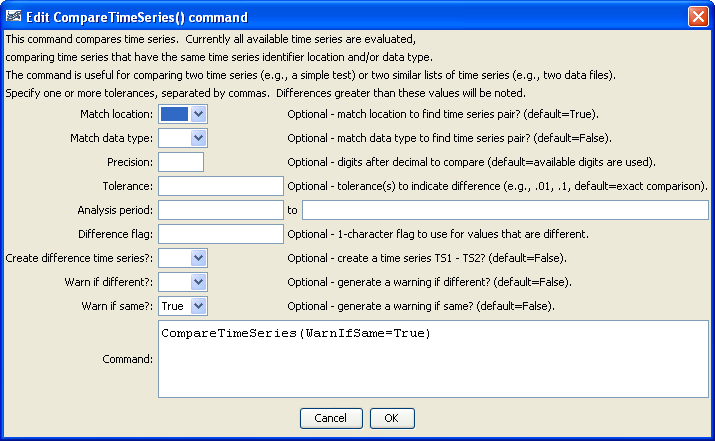 Edit CompareTimeSeries() command
This command compares time series. Currently all available time series are evaluated,
comparing time series that have the same time series identifier location and/or data type.
The command is useful for comparing two time series (e.g., a simple test) or two similar lists of time series (e.g., two data files).
Specify one or more tolerances, separated by commas. Differences greater than these values will be noted.
Match location: Optional - match location to find time series pair? (default=True).
Match data type: Optional - match data type to find time series pair? (default=False).
Precision: Optional - digits after decimal to compare (default=available digits are used).
Tolerance: Optional - tolerance(s) to indicate difference (e.g., .01, .1, default=exact comparison).
Analysis period: to
Difference flag: Optional - 1-character flag to use for values that are different.
Create difference time series?: Optional - create a time series TS1 - TS2? (default=False).
Warn if different?: Optional - generate a warning if different? (default=False).
Warn if same?: True Optional - generate a warning if same? (default=False).
Command: CompareTimeSeries(WarnIfSame=True)
Cancel OK